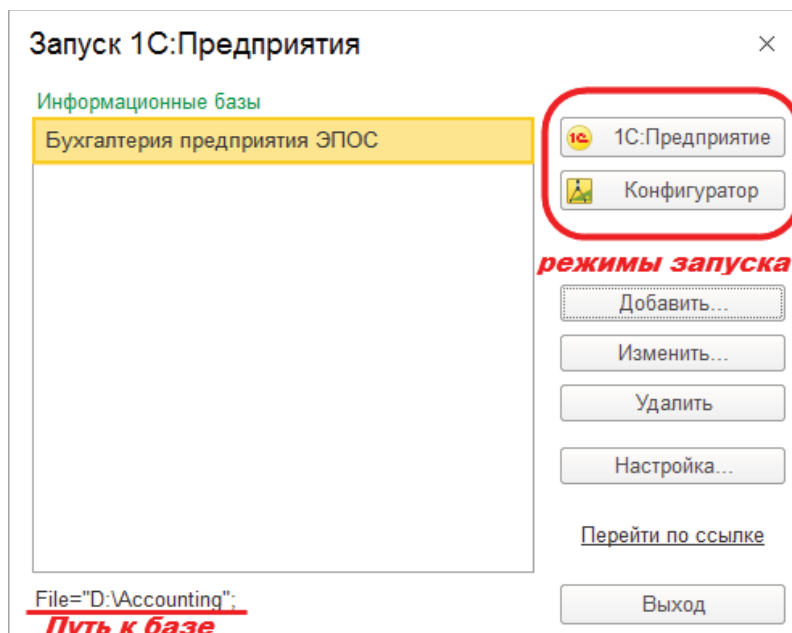 Запуск 1С:Предприятия
Информационные базы
Бухгалтерия предприятия ЭПОС
1С:Предприятие
Конфигуратор
режимы запуска
Добавить...
Изменить...
Удалить
Настройка...
Перейти по ссылке
File="D:\Accounting";
Путь к базе
Выход